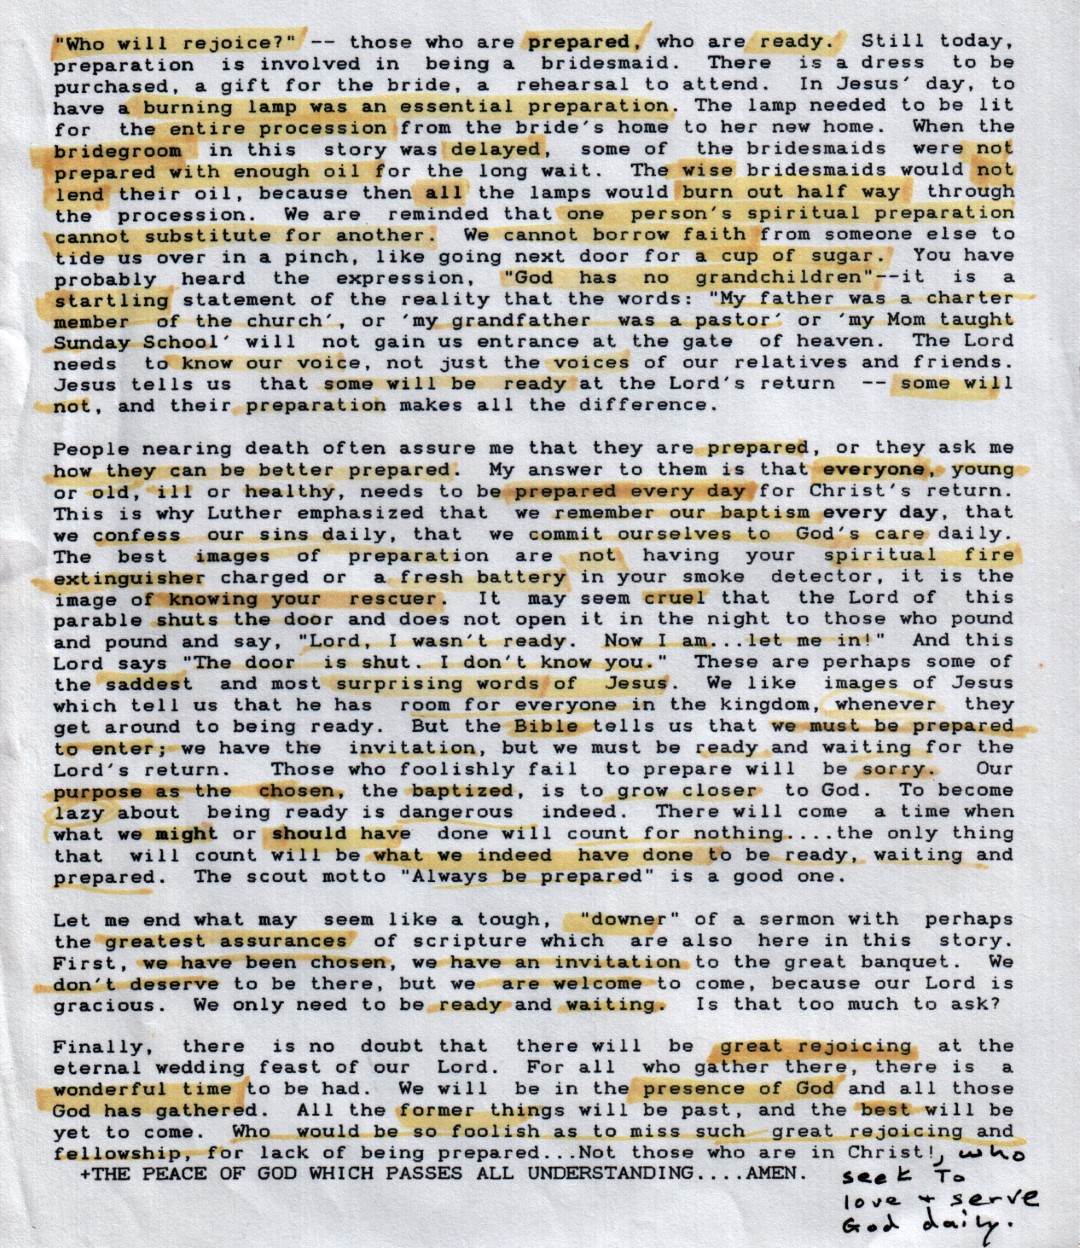 "Who will rejoice?" -- those who are prepared, who are ready. Still today,
preparation is involved in being a bridesmaid. There is a dress to be
purchased, a gift for the bride, a rehearsal to attend. In Jesus' day, to
have a burning lamp was an essential preparation. The lamp needed to be lit
for the entire procession from the bride's home to her new home. When the
bridegroom in this story was delayed, some of the bridesmaids were not
prepared with enough oil for the long wait. The wise bridesmaids would not
lend their oil, because then all the lamps would burn out half way through
the procession. We are reminded that one person's spiritual preparation
cannot substitute for another. We cannot borrow faith from someone else to
tide us over in a pinch, like going next door for a cup of sugar. You have
probably heard the expression, "God has no grandchildren"--it is a
startling statement of the reality that the words: "My father was a charter
member of the church', or 'my grandfather was a pastor' or 'my Mom taught
Sunday School' will not gain us entrance at the gate of heaven. The Lord
needs to know our voice, not just the voices of our relatives and friends.
Jesus tells us that some will be ready at the Lord's return -- some will
not, and their preparation makes all the difference.
People nearing death often assure me that they are prepared, or they ask me
how they can be better prepared. My answer to them is that everyone, young
or old, ill or healthy, needs to be prepared every day for Christ's return.
This is why Luther emphasized that we remember our baptism every day, that
we confess our sins daily, that we commit ourselves to God's care daily.
The best images of preparation are not having your spiritual fire
extinguisher charged or a fresh battery in your smoke detector, it is the
image of knowing your rescuer. It may seem cruel that the Lord of this
parable shuts the door and does not open it in the night to those who pound
and pound and say, "Lord, I wasn't ready. Now I am...let me in!" And this
Lord says "The door is shut. I don't know you." These are perhaps some of
the saddest and most surprising words of Jesus. We like images of Jesus
which tell us that he has room for everyone in the kingdom, whenever they
get around to being ready. But the Bible tells us that we must be prepared
to enter; we have the invitation, but we must be ready and waiting for the
Lord's return. Those who foolishly fail to prepare will be sorry. Our
purpose as the chosen, the baptized, is to grow closer to God. To become
lazy about being ready is dangerous indeed. There will come a time when
what we might or should have done will count for nothing....the only thing
that will count will be what we indeed have done to be ready, waiting and
prepared. The scout motto "Always be prepared" is a good one.
Let me end what may seem like a tough, "downer" of a sermon with perhaps
the greatest assurances of scripture which are also here in this story.
First, we have been chosen, we have an invitation to the great banquet. We
don't deserve to be there, but we are welcome to come, because our Lord is
gracious. We only need to be ready and waiting. Is that too much to ask?
Finally, there is no doubt that there will be great rejoicing at the
eternal wedding feast of our Lord. For all who gather there, there is a
wonderful time to be had. We will be in the presence of God and all those
God has gathered. All the former things will be past, and the best will be
yet to come. Who would be so foolish as to miss such great rejoicing and
fellowship, for lack of being prepared...Not those who are in Christ!, who
+THE PEACE OF GOD WHICH PASSES ALL UNDERSTANDING....AMEN.
seek To
love + serve
God daily.